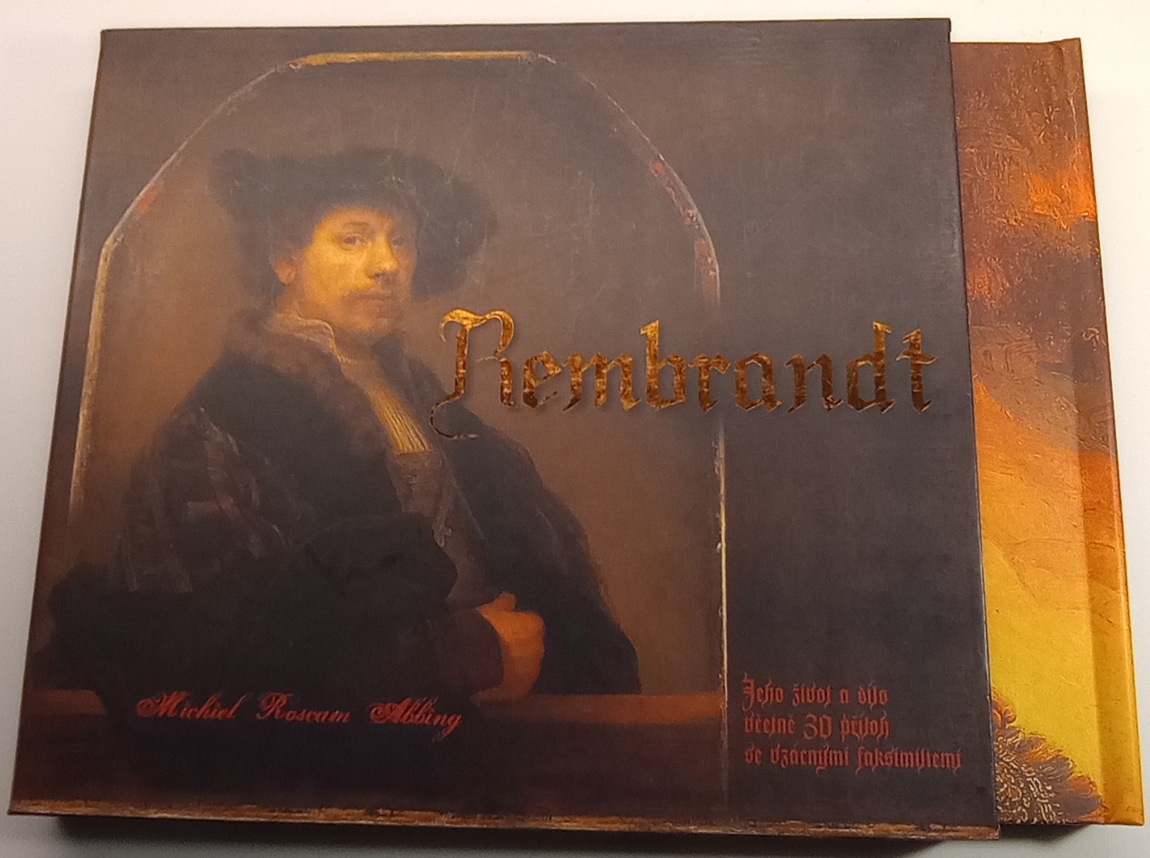 Rembrandt
Michiel Roscam Abbing
Jeho život a dílo
včetně 30 příloh
se vzácnými faksimiliemi